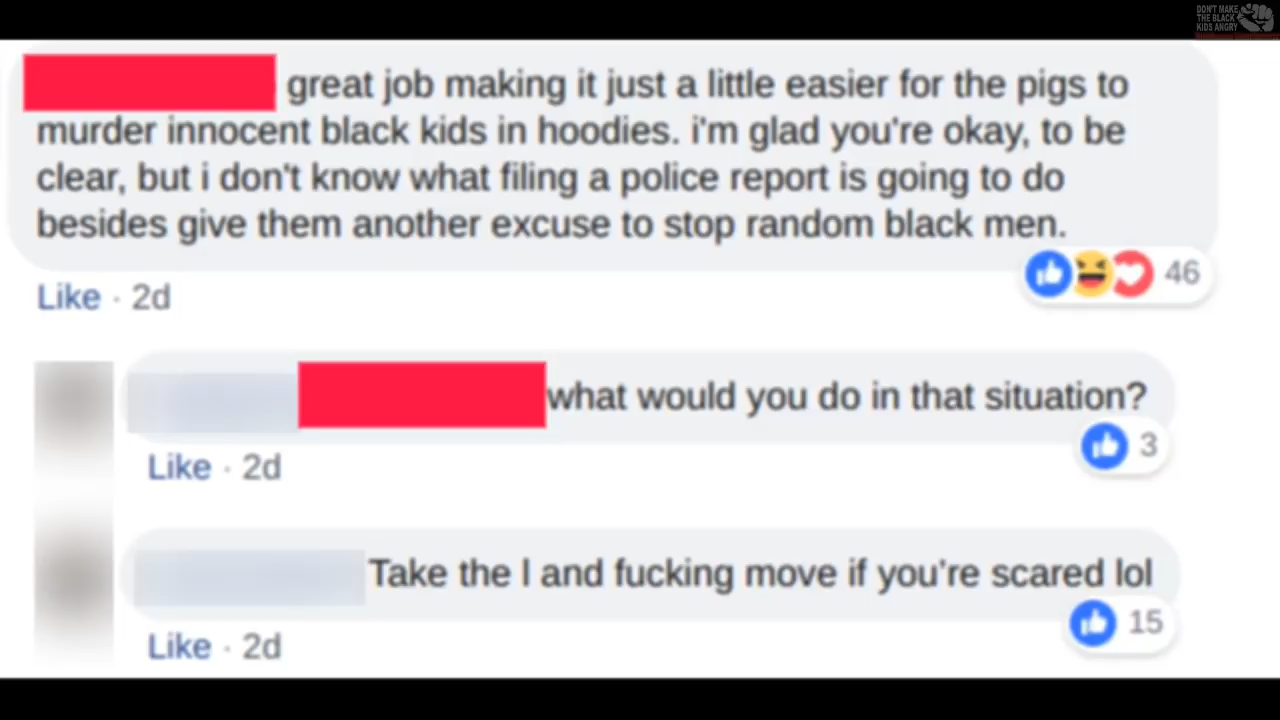 DON'T MAKE
THE BLACK
KIDS ANGRY
great job making it just a little easier for the pigs to
murder innocent black kids in hoodies. i'm glad you're okay, to be
clear, but i don't know what filing a police report is going to do
besides give them another excuse to stop random black men.
46
Like · 2d
what would you do in that situation?
3
Like · 2d
Take the l and fucking move if you're scared lol
15
Like · 2d